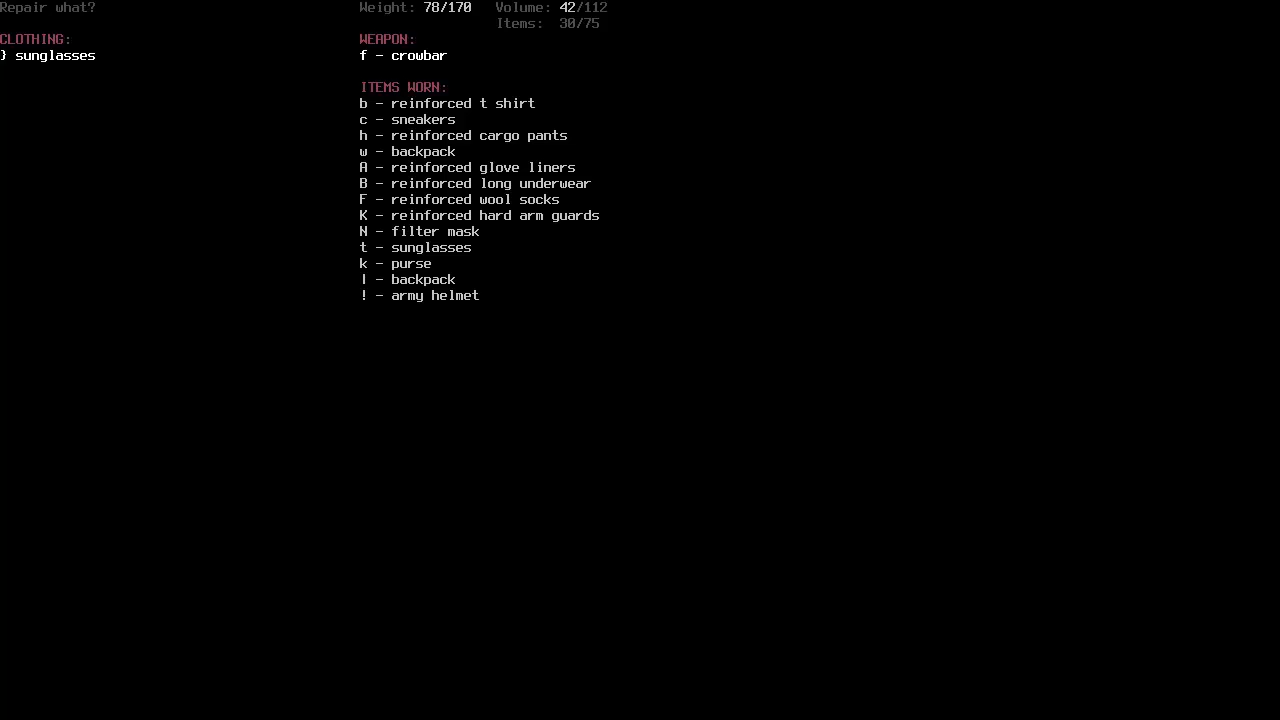 Repair what? Weight: 78/170 Volume: 42/112
Items: 30/75
CLOTHING: WEAPON:
} sunglasses f - crowbar
ITEMS WORN:
b - reinforced t shirt
c - sneakers
h - reinforced cargo pants
w - backpack
A - reinforced glove liners
B - reinforced long underwear
F - reinforced wool socks
K - reinforced hard arm guards
N - filter mask
t - sunglasses
k - purse
| - backpack
! - army helmet